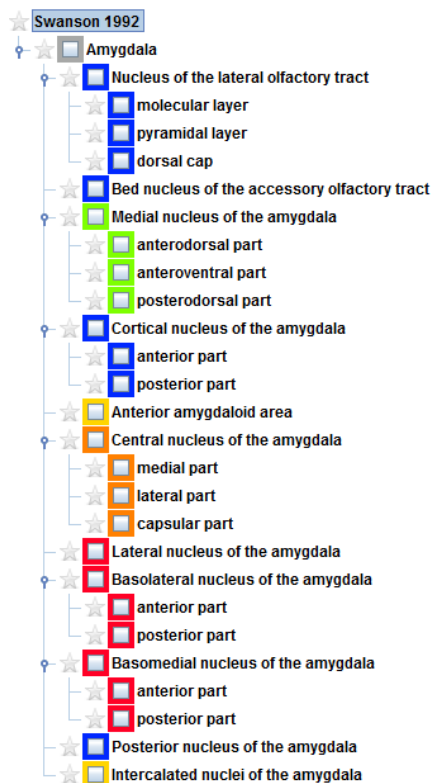 Swanson 1992
Amygdala
Nucleus of the lateral olfactory tract
molecular layer
pyramidal layer
dorsal cap
Bed nucleus of the accessory olfactory tract
Medial nucleus of the amygdala
anterodorsal part
anteroventral part
posterodorsal part
Cortical nucleus of the amygdala
anterior part
posterior part
Anterior amygdaloid area
Central nucleus of the amygdala
medial part
lateral part
capsular part
Lateral nucleus of the amygdala
Basolateral nucleus of the amygdala
anterior part
posterior part
Basomedial nucleus of the amygdala
anterior part
posterior part
Posterior nucleus of the amygdala
Intercalated nuclei of the amygdala